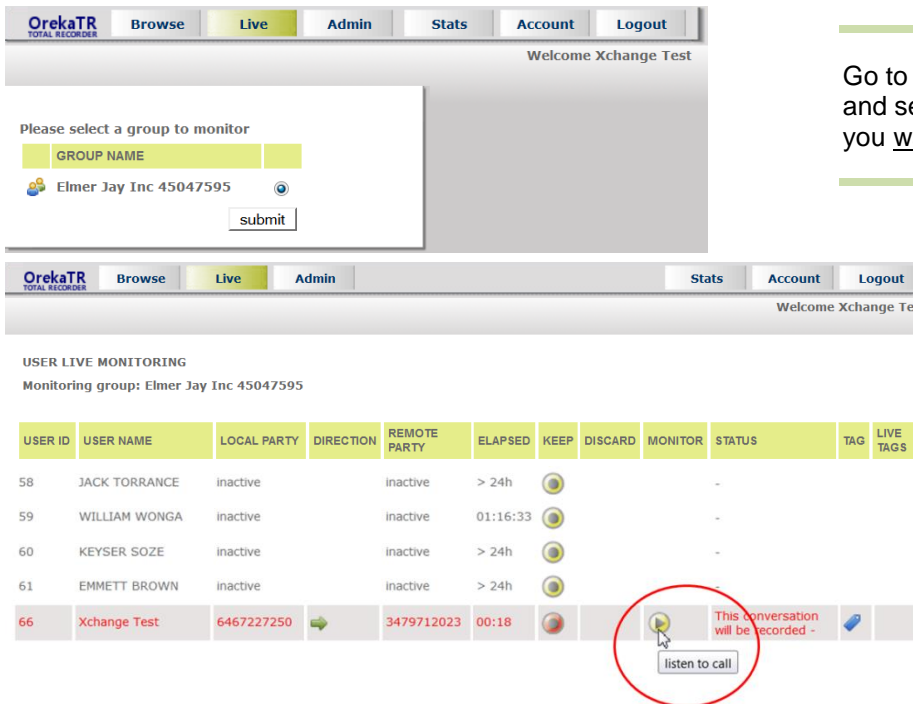 OrekaTR Browse Live Admin Stats Account Logout
TOTAL RECORDER
Welcome Xchange Test
Please select a group to monitor
GROUP NAME
Elmer Jay Inc 45047595
submit
Go to
and se
you w
OrekaTR Browse Live Admin Stats Account Logout
TOTAL RECORDER
Welcome Xchange Te
USER LIVE MONITORING
Monitoring group: Elmer Jay Inc 45047595
USER ID USER NAME LOCAL PARTY DIRECTION REMOTE PARTY ELAPSED KEEP DISCARD MONITOR STATUS TAG LIVE TAGS
58 JACK TORRANCE inactive inactive > 24h -
59 WILLIAM WONGA inactive inactive 01:16:33 -
60 KEYSER SOZE inactive inactive > 24h -
61 EMMETT BROWN inactive inactive > 24h -
66 Xchange Test 6467227250 3479712023 00:18 This conversation
will be recorded -
listen to call